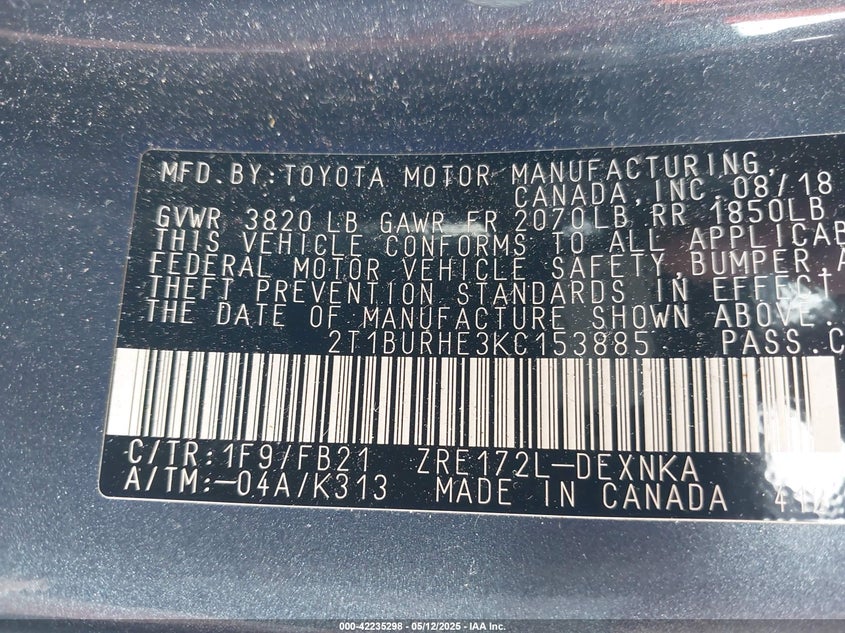 MFD.BY:TOYOTA MOTOR MANUFACTURING,
CANADA,INC.08/18
GVWR 3820 LB GAWR FR 2070LB RR 1850LB
THIS VEHICLE CONFORMS TO ALL APPLICAB
FEDERAL MOTOR VEHICLE SAFETY,BUMPER,A
THEFT PREVENTION STANDARDS IN EFFECT
THE DATE OF MANUFACTURE SHOWN ABOVE.
2T1BURHE3KC153885 PASS.C
C/TR:1F9/FB21 ZRE172L-DEXNKA
A/TM:-04A/K313 MADE IN CANADA
000-42235298 - 05/12/2025 - IAA Inc.